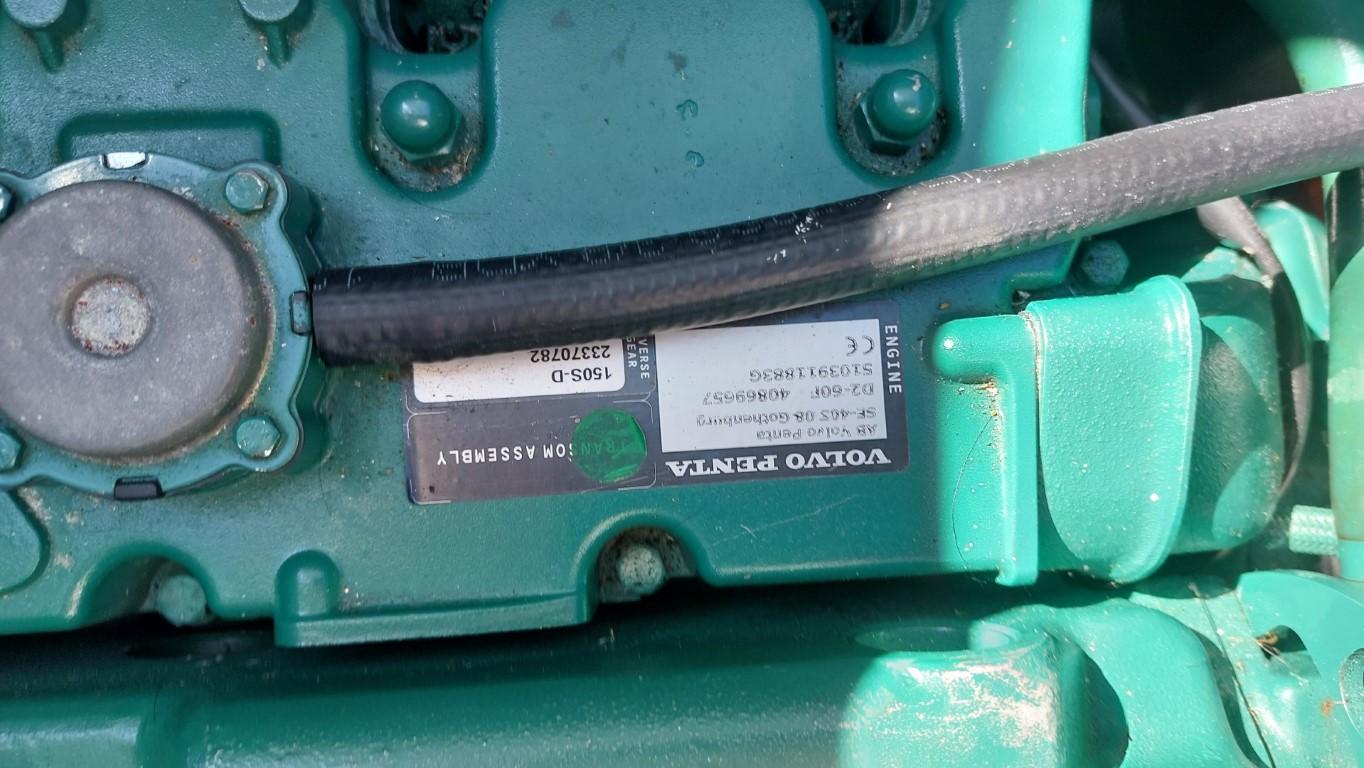 VOLVO PENTA
AB Volvo Penta
SE-405 08 Gothenburg
D2-60F 40869657
5103911883G
CE
ENGINE
TRANSOM ASSEMBLY
150S-D
23370782
VERSE
GEAR